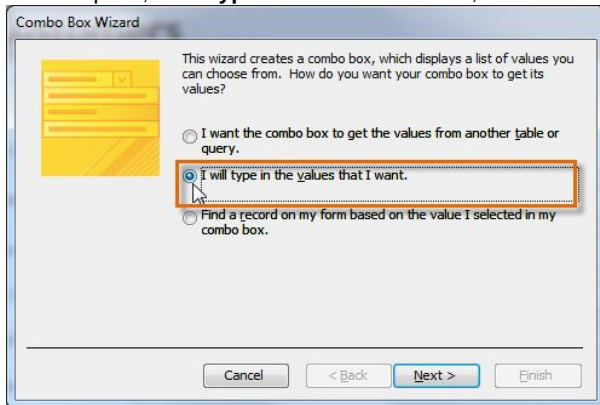 Combo Box Wizard
This wizard creates a combo box, which displays a list of values you
can choose from. How do you want your combo box to get its
values?
I want the combo box to get the values from another table or
query.
I will type in the values that I want.
Find a record on my form based on the value I selected in my
combo box.
Cancel
< Back
Next >
Finish